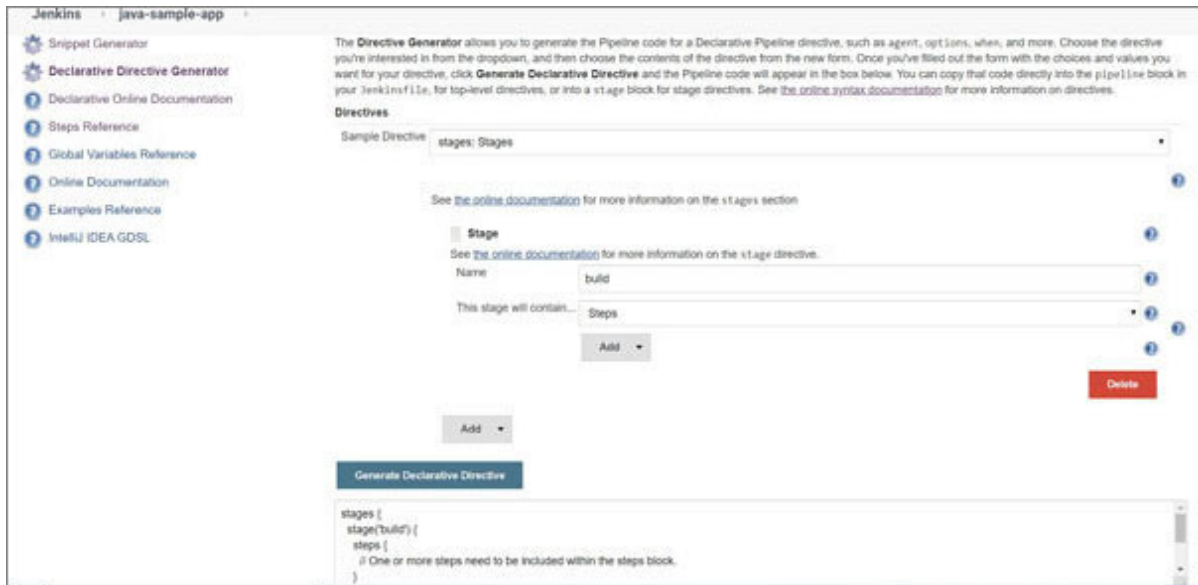 Jenkins java-sample-app
Snippet Generator
Declarative Directive Generator
Declarative Online Documentation
Steps Reference
Global Variables Reference
Online Documentation
Examples Reference
IntelliJ IDEA GDSL
The Directive Generator allows you to generate the Pipeline code for a Declarative Pipeline directive, such as agent, options, when, and more. Choose the directive
you're interested in from the dropdown, and then choose the contents of the directive from the new form. Once you've filled out the form with the choices and values you
want for your directive, click Generate Declarative Directive and the Pipeline code will appear in the box below. You can copy that code directly into the pipeline block in
your Jenkinsfile, for top-level directives, or into a stage block for stage directives. See the online syntax documentation for more information on directives.
Directives
Sample Directive stages: Stages
See the online documentation for more information on the stages section
Stage
See the online documentation for more information on the stage directive.
Name build
This stage will contain.... Steps
Add
Delete
Add
Generate Declarative Directive
stages {
stage('build') {
steps {
// One or more steps need to be included within the steps block.
}